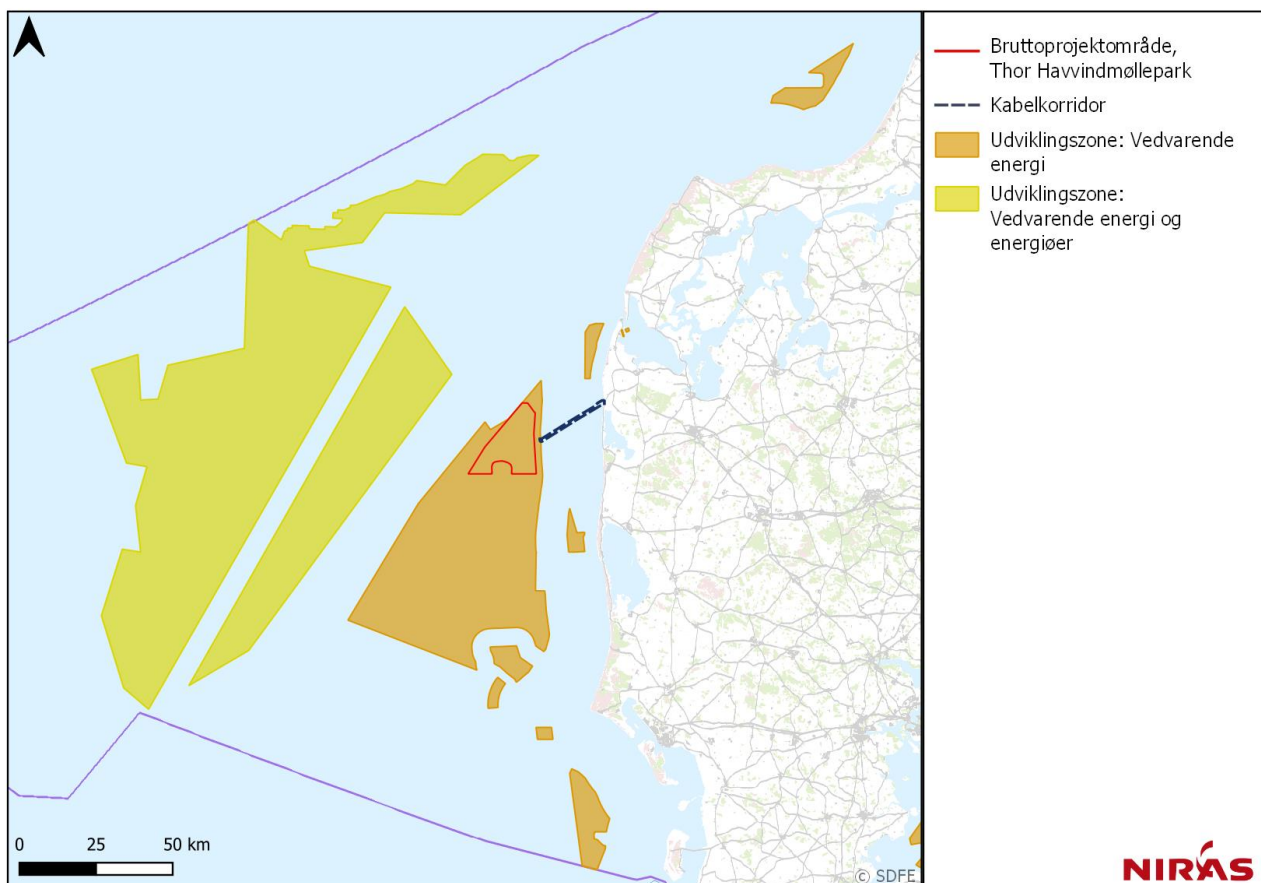 Bruttoprojektområde,
Thor Havvindmøllepark
Kabelkorridor
Udviklingszone: Vedvarende
energi
Udviklingszone:
Vedvarende energi og
energiøer
0 25 50 km
© SDFE
NIRAS